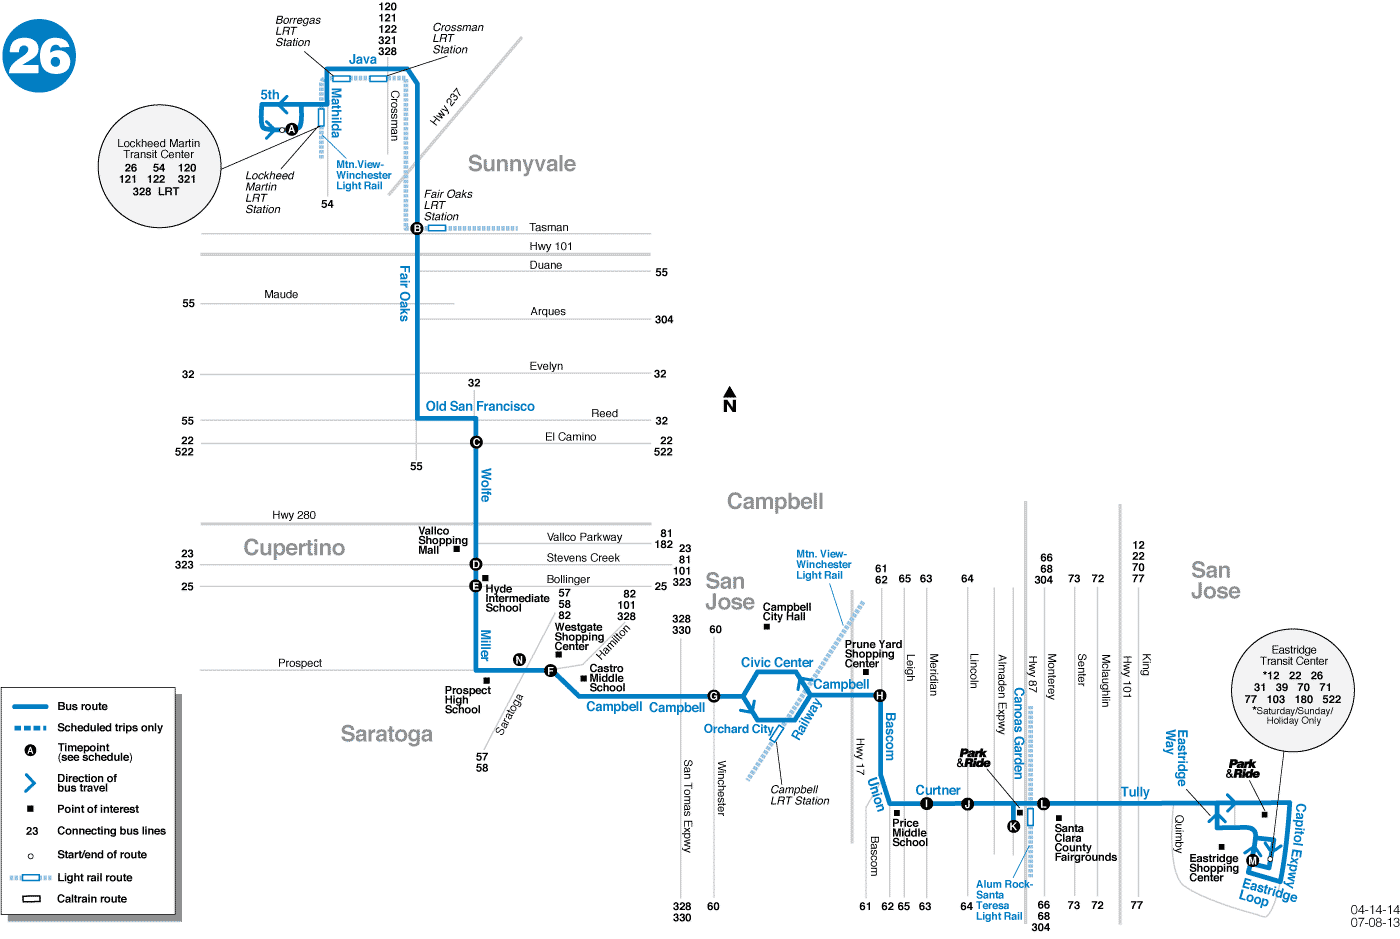 26
Borregas
LRT
Station
120
121
122
321
328
Crossman
LRT
Station
Java
5th
A
Mathilda
Crossman
Hwy 237
Lockheed Martin
Transit Center
26 54 120
121 122 321
328 LRT
Mtn.View-
Winchester
Light Rail
Lockheed
Martin
LRT
Station
54
Sunnyvale
Fair Oaks
LRT
Station
B
Tasman
Hwy 101
Duane
55
Fair Oaks
Maude
55
Arques
304
Evelyn
32
32
32
Old San Francisco
Reed
55
32
C
El Camino
22
522
22
522
55
Wolfe
N
Hwy 280
Vallco
Shopping
Mall
Vallco Parkway
81
182
Cupertino
23
323
D
Stevens Creek
23
81
101
323
25
E
Bollinger
25
Hyde
Intermediate
School
57
58
82
82
101
328
Westgate
Shopping
Center
Hamilton
Miller
Prospect
N
F
Castro
Middle
School
Prospect
High
School
Saratoga
57
58
Saratoga
Campbell
San
Jose
328
330
60
Campbell
City Hall
Mtn. View-
Winchester
Light Rail
Campbell
Campbell
G
Civic Center
Orchard City
Railway
Campbell
Campbell
LRT Station
San Tomas Expwy
Winchester
328
330
60
Prune Yard
Shopping
Center
H
Hwy 17
Bascom
Union
Bascom
61
62
65
63
64
66
68
304
73
72
12
22
70
77
Leigh
Meridian
Lincoln
Almaden Expwy
Canoas Garden
Hwy 87
Monterey
Senter
Mclaughlin
Hwy 101
King
Park
&Ride
Curtner
I
J
K
L
Tully
Price
Middle
School
Santa
Clara
County
Fairgrounds
Alum Rock-
Santa
Teresa
Light Rail
61
62
65
63
64
66
68
304
73
72
77
San
Jose
Eastridge
Transit Center
*12 22 26
31 39 70 71
77 103 180 522
*Saturday/Sunday/
Holiday Only
Eastridge
Way
Park
&Ride
Quimby
Eastridge
Shopping
Center
M
Capitol Expwy
Eastridge
Loop
Bus route
Scheduled trips only
A
Timepoint
(see schedule)
Direction of
bus travel
Point of interest
23
Connecting bus lines
Start/end of route
Light rail route
Caltrain route
04-14-14
07-08-13